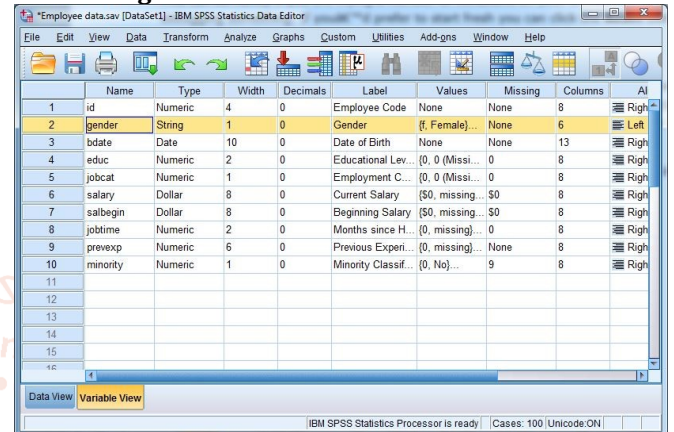 *Employee data.sav [DataSet1] - IBM SPSS Statistics Data Editor
File Edit View Data Transform Analyze Graphs Custom Utilities Add-ons Window Help
Name Type Width Decimals Label Values Missing Columns Al
1 id Numeric 4 0 Employee Code None None 8 Righ
2 gender String 1 0 Gender {f, Female}... None 6 Left
3 bdate Date 10 0 Date of Birth None None 13 Righ
4 educ Numeric 2 0 Educational Lev... {0, 0 (Missi... 0 8 Righ
5 jobcat Numeric 1 0 Employment C... {0, 0 (Missi... 0 8 Righ
6 salary Dollar 8 0 Current Salary {$0, missing... $0 8 Righ
7 salbegin Dollar 8 0 Beginning Salary {$0, missing... $0 8 Righ
8 jobtime Numeric 2 0 Months since H... {0, missing}... 0 8 Righ
9 prevexp Numeric 6 0 Previous Experi... {0, missing}... None 8 Righ
10 minority Numeric 1 0 Minority Classif... {0, No}... 9 8 Righ
11
12
13
14
15
16
Data View Variable View
IBM SPSS Statistics Processor is ready Cases: 100 Unicode:ON